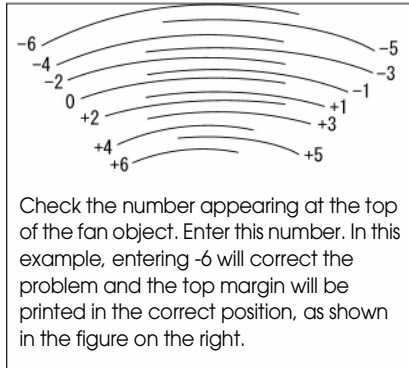 -6
-5
-4
-3
-2
-1
0
+1
+2
+3
+4
+5
+6
Check the number appearing at the top
of the fan object. Enter this number. In this
example, entering -6 will correct the
problem and the top margin will be
printed in the correct position, as shown
in the figure on the right.